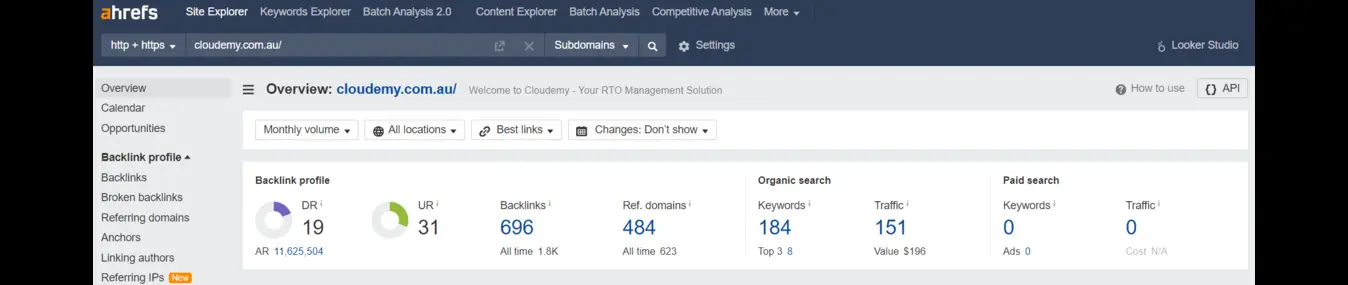 ahrefs Site Explorer Keywords Explorer Batch Analysis 2.0 Content Explorer Batch Analysis Competitive Analysis More
http + https cloudemy.com.au/ Subdomains Settings Looker Studio
Overview
Calendar
Opportunities
Backlink profile
Backlinks
Broken backlinks
Referring domains
Anchors
Linking authors
Referring IPs New
Overview: cloudemy.com.au/ Welcome to Cloudemy - Your RTO Management Solution How to use {} API
Monthly volume All locations Best links Changes: Don't show
Backlink profile
DR i
19
AR 11,625,504
UR i
31
Backlinks i
696
All time 1.8K
Ref. domains i
484
All time 623
Organic search
Keywords i
184
Top 3 8
Traffic i
151
Value $196
Paid search
Keywords i
0
Ads 0
Traffic i
0
Cost N/A